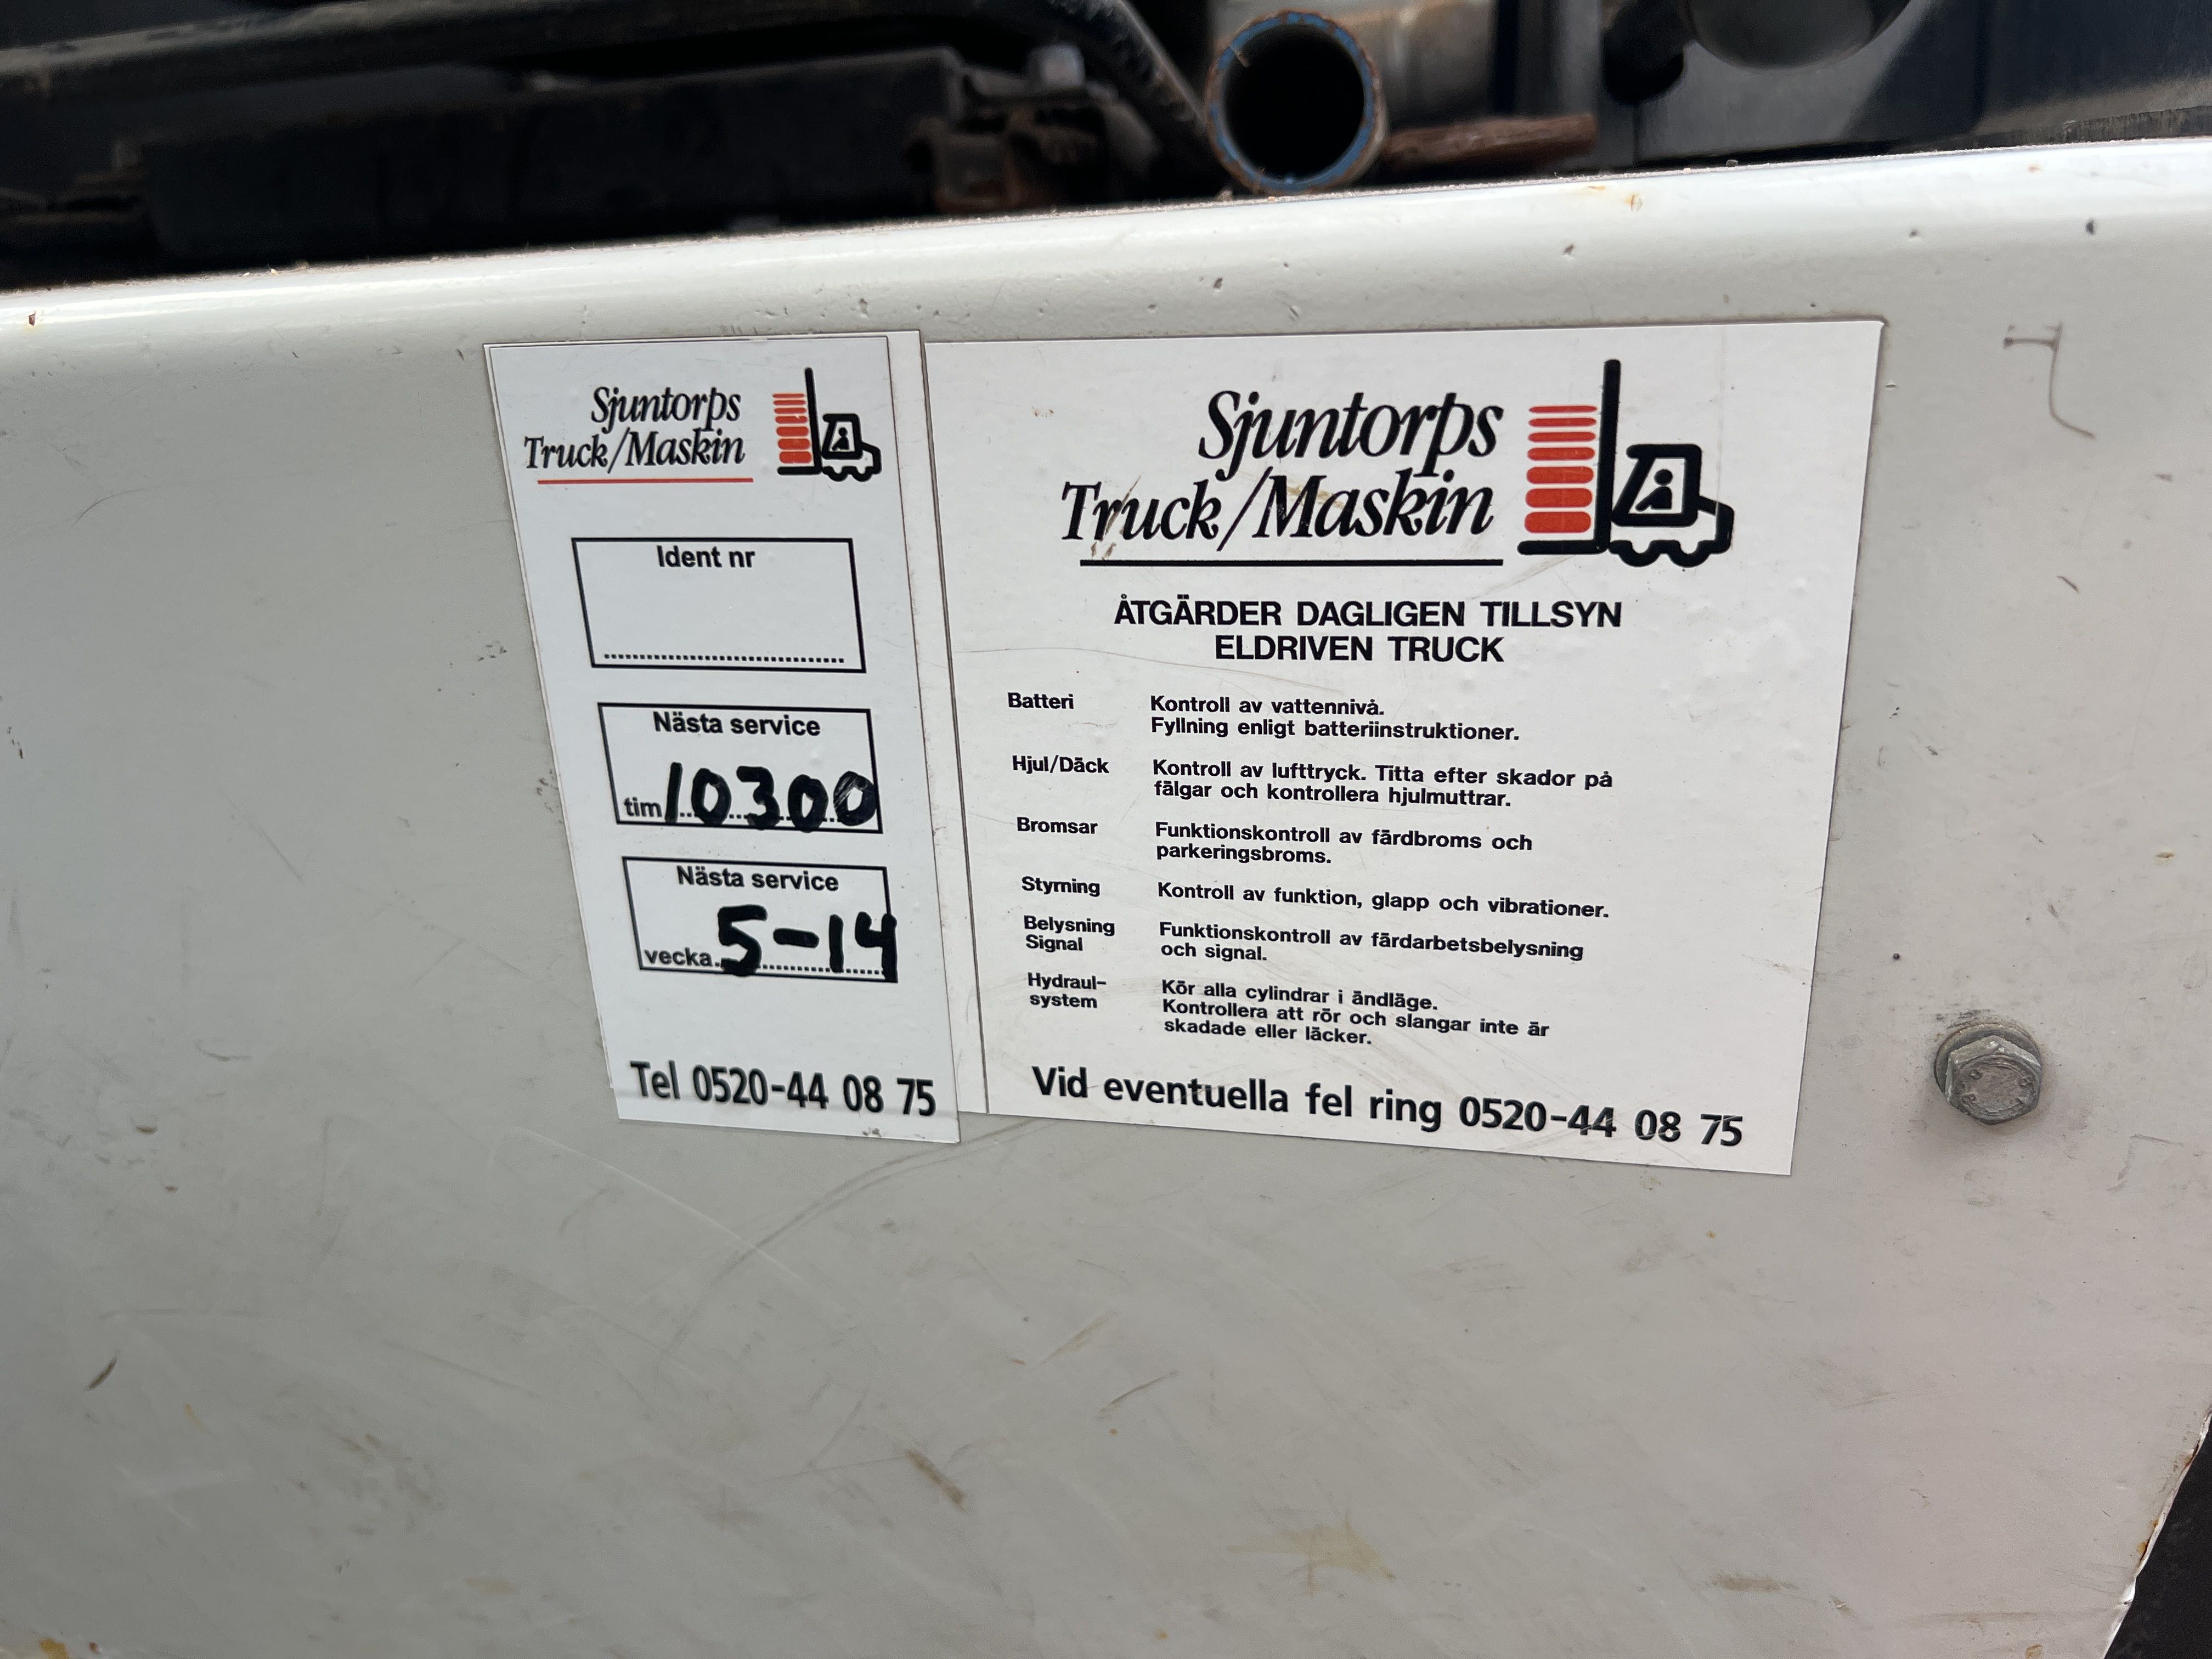 Sjuntorps
Truck/Maskin
Ident nr
Nästa service
tim 10300
Nästa service
vecka 5-14
Tel 0520-44 08 75
Sjuntorps
Truck/Maskin
ÅTGÄRDER DAGLIGEN TILLSYN
ELDRIVEN TRUCK
Batteri Kontroll av vattennivå.
Fyllning enligt batteriinstruktioner.
Hjul/Däck Kontroll av lufttryck. Titta efter skador på
fälgar och kontrollera hjulmuttrar.
Bromsar Funktionskontroll av färdbroms och
parkeringsbroms.
Styrning Kontroll av funktion, glapp och vibrationer.
Belysning Funktionskontroll av färdarbetsbelysning
Signal och signal.
Hydraul- Kör alla cylindrar i ändläge.
system Kontrollera att rör och slangar inte är
skadade eller läcker.
Vid eventuella fel ring 0520-44 08 75